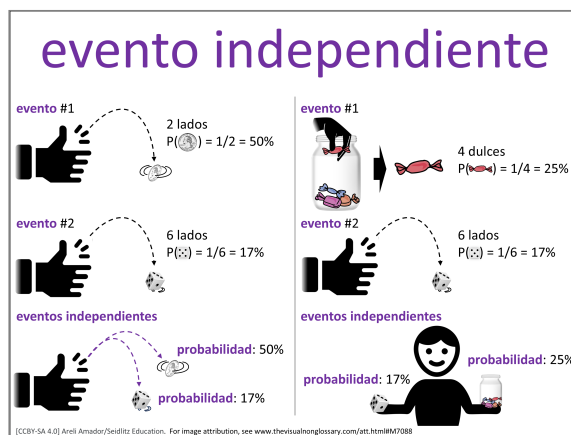 evento independiente
evento #1
2 lados
P( ) = 1/2 = 50%
evento #2
6 lados
P( ) = 1/6 = 17%
eventos independientes
probabilidad: 50%
probabilidad: 17%
evento #1
4 dulces
P( ) = 1/4 = 25%
evento #2
6 lados
P( ) = 1/6 = 17%
eventos independientes
probabilidad: 25%
probabilidad: 17%
[CCBY-SA 4.0] Areli Amador/Seidlitz Education. For image attribution, see www.thevisualnonglossary.com/att.html#M7088